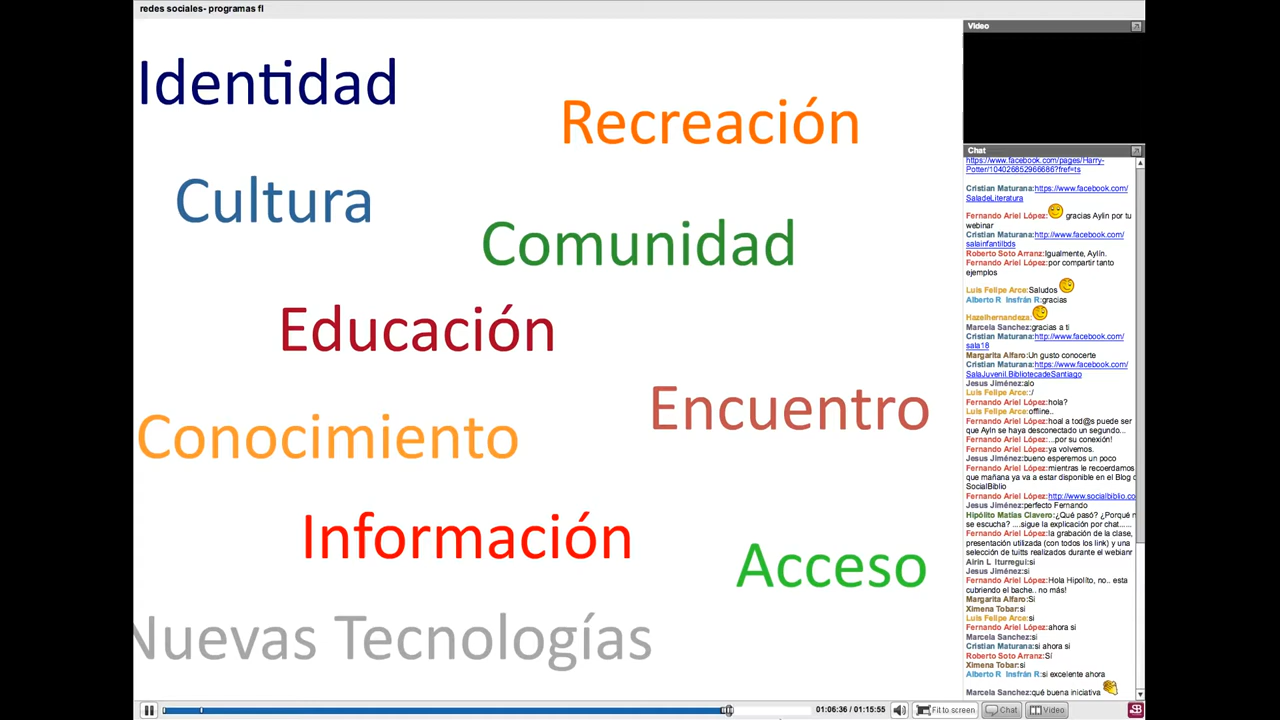 redes sociales- programas fl
Identidad
Recreación
Cultura
Comunidad
Educación
Encuentro
Conocimiento
Información
Acceso
Nuevas Tecnologías
Video
Chat
https://www.facebook.com/pages/Harry-
Potter/104026852966686?fref=ts
Cristian Maturana:https://www.facebook.com/
SaladeLiteratura
Fernando Ariel López: gracias Aylin por tu
webinar
Cristian Maturana:http://www.facebook.com/
salainfantilbds
Roberto Soto Arranz:Igualmente, Aylín.
Fernando Ariel López:por compartir tanto
ejemplos
Luis Felipe Arce:Saludos
Alberto R Insfrán R:gracias
Hazelhernandeza:
Marcela Sanchez:gracias a ti
Cristian Maturana:http://www.facebook.com/
sala18
Margarita Alfaro:Un gusto conocerte
Cristian Maturana:https://www.facebook.com/
SalaJuvenil.BibliotecadeSantiago
Jesus Jiménez:alo
Luis Felipe Arce::/
Fernando Ariel López:hola?
Luis Felipe Arce:offline..
Fernando Ariel López:hoal a tod@s puede ser
que Ayln se haya desconectado un segundo...
Fernando Ariel López:...por su conexión!
Fernando Ariel López:ya volvemos.
Jesus Jiménez:bueno esperemos un poco
Fernando Ariel López:mientras le recordamos
que mañana ya va a estar disponible en el Blog d
SocialBiblio
Fernando Ariel López:http://www.socialbiblio.co
Jesus Jiménez:perfecto Fernando
Hipólito Matias Clavero:¿Qué pasó? ¿Porqué n
se escucha? ....sigue la explicación por chat......
Fernando Ariel López:la grabación de la clase,
presentación utilizada (con todos los link) y una
selección de tuitts realizados durante el webianr
Airin L Iturregui:si
Jesus Jiménez:si
Fernando Ariel López:Hola Hipolíto, no.. esta
cubriendo el bache.. no más!
Margarita Alfaro:Si
Ximena Tobar:si
Luis Felipe Arce:si
Fernando Ariel López:ahora si
Marcela Sanchez:si
Cristian Maturana:si ahora si
Roberto Soto Arranz:Sí
Ximena Tobar:si
Alberto R Insfrán R:si excelente ahora
Marcela Sanchez:qué buena iniciativa
01:06:36 / 01:15:55
Fit to screen
Chat
Video
SB